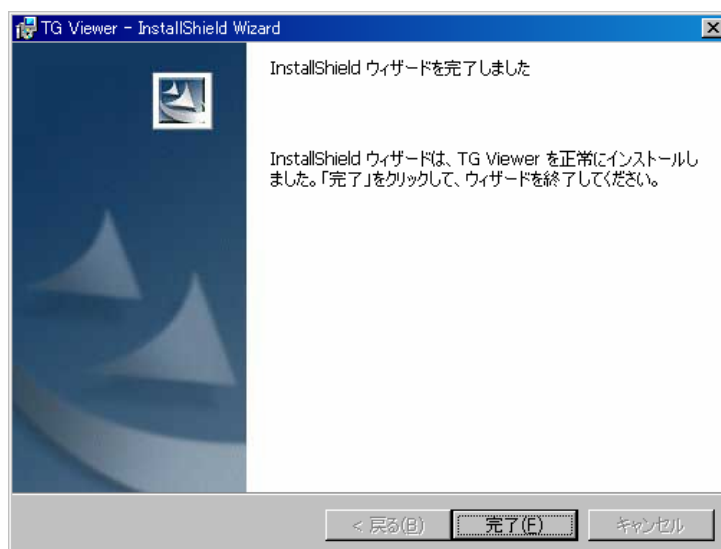 TG Viewer - InstallShield Wizard
InstallShield ウィザードを完了しました
InstallShield ウィザードは、TG Viewer を正常にインストールし
ました。「完了」をクリックして、ウィザードを終了してください。
< 戻る(B) 完了(F) キャンセル